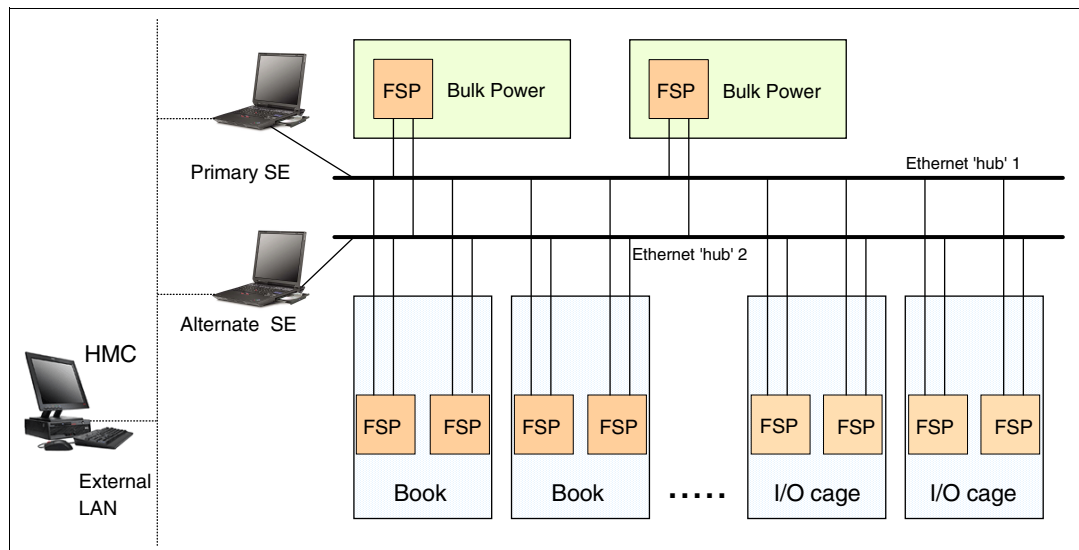 FSP
Bulk Power
FSP
Bulk Power
Primary SE
Ethernet 'hub' 1
Ethernet 'hub' 2
Alternate SE
HMC
External
LAN
FSP
FSP
FSP
FSP
FSP
FSP
FSP
FSP
Book
Book
.....
I/O cage
I/O cage